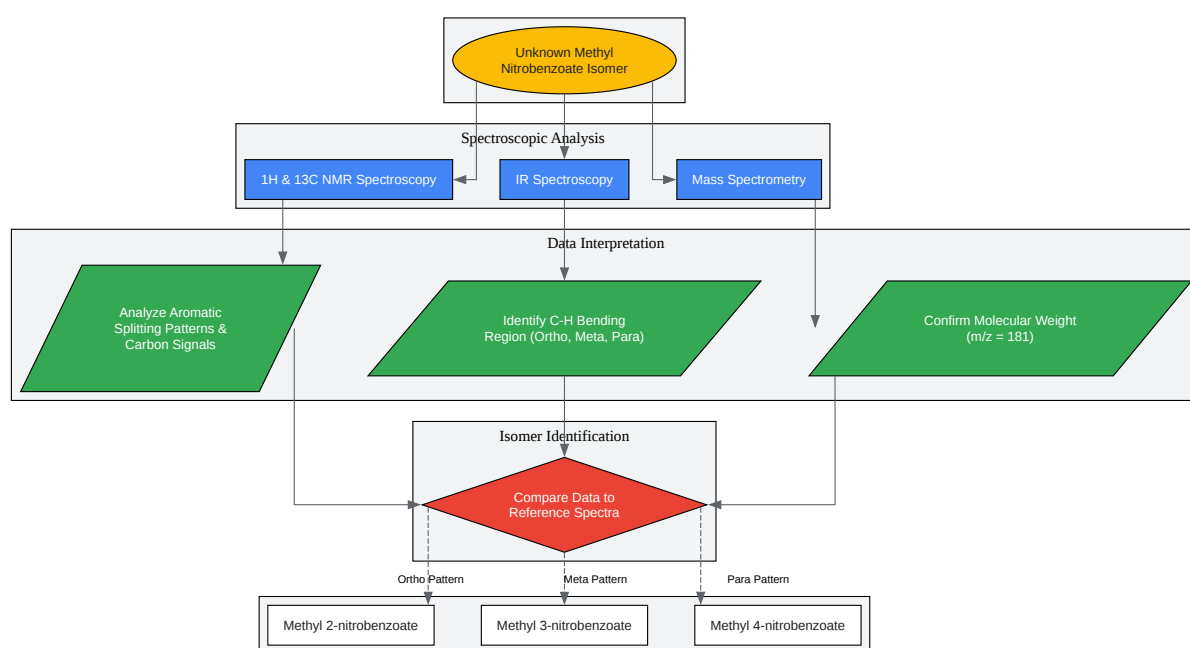 Unknown Methyl
Nitrobenzoate Isomer
Spectroscopic Analysis
1H & 13C NMR Spectroscopy
IR Spectroscopy
Mass Spectrometry
Data Interpretation
Analyze Aromatic
Splitting Patterns &
Carbon Signals
Identify C-H Bending
Region (Ortho, Meta, Para)
Confirm Molecular Weight
(m/z = 181)
Isomer Identification
Compare Data to
Reference Spectra
Ortho Pattern
Meta Pattern
Para Pattern
Methyl 2-nitrobenzoate
Methyl 3-nitrobenzoate
Methyl 4-nitrobenzoate